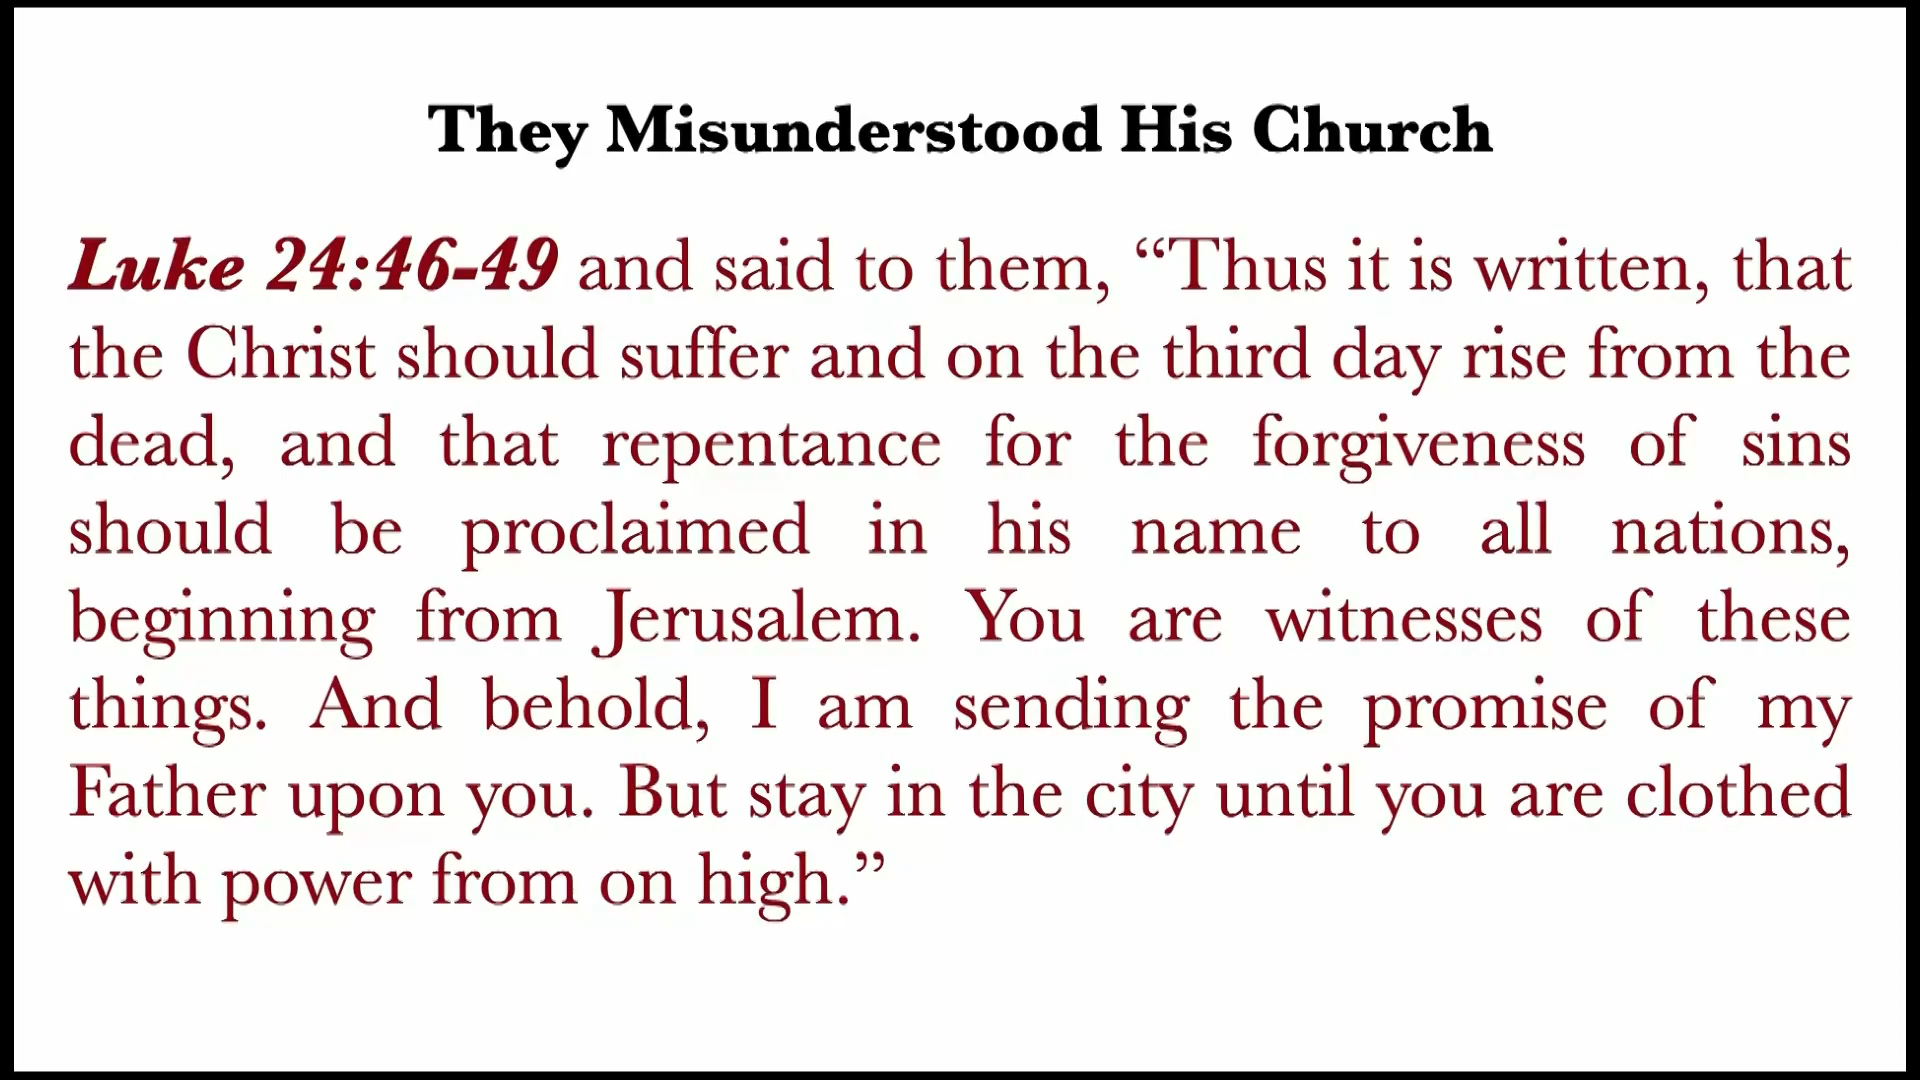 They Misunderstood His Church
Luke 24:46-49 and said to them, “Thus it is written, that
the Christ should suffer and on the third day rise from the
dead, and that repentance for the forgiveness of sins
should be proclaimed in his name to all nations,
beginning from Jerusalem. You are witnesses of these
things. And behold, I am sending the promise of my
Father upon you. But stay in the city until you are clothed
with power from on high.”